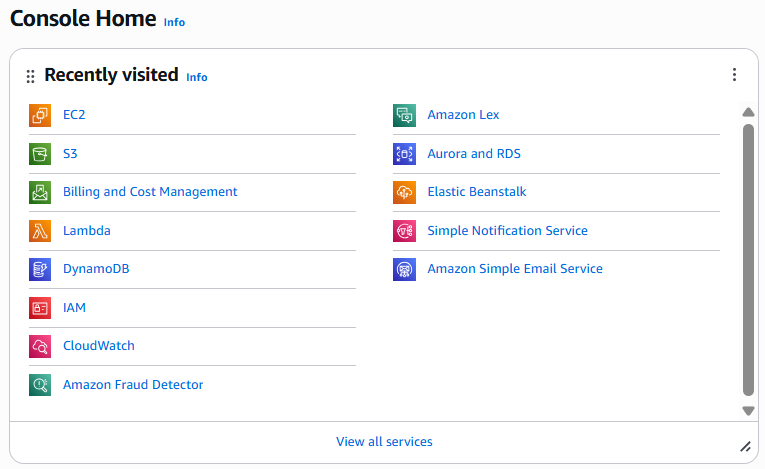 Console Home Info
Recently visited Info
EC2
S3
Billing and Cost Management
Lambda
DynamoDB
IAM
CloudWatch
Amazon Fraud Detector
Amazon Lex
Aurora and RDS
Elastic Beanstalk
Simple Notification Service
Amazon Simple Email Service
View all services